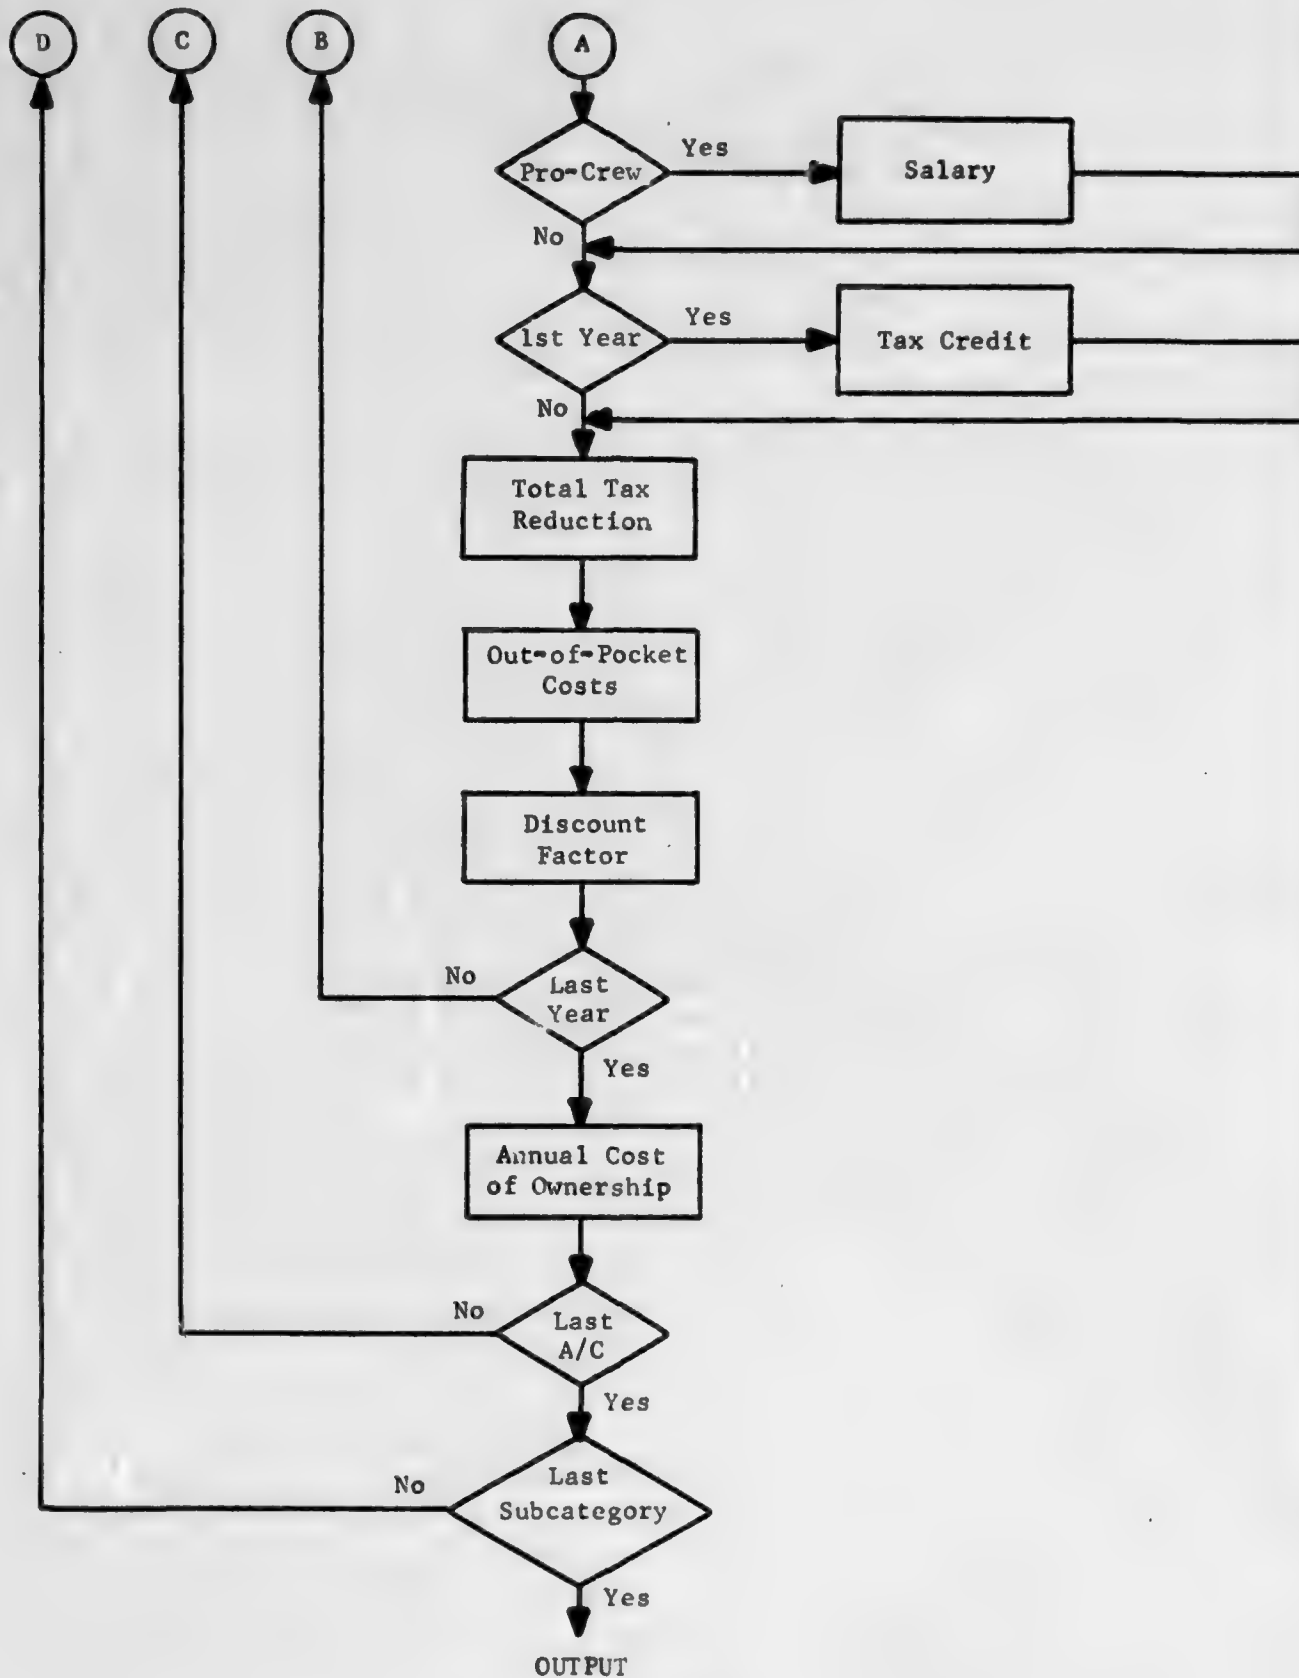 D
C
B
A
Pro-Crew
Yes
Salary
No
1st Year
Yes
Tax Credit
No
Total Tax
Reduction
Out-of-Pocket
Costs
Discount
Factor
No
Last
Year
Yes
Annual Cost
of Ownership
No
Last
A/C
Yes
No
Last
Subcategory
Yes
OUTPUT